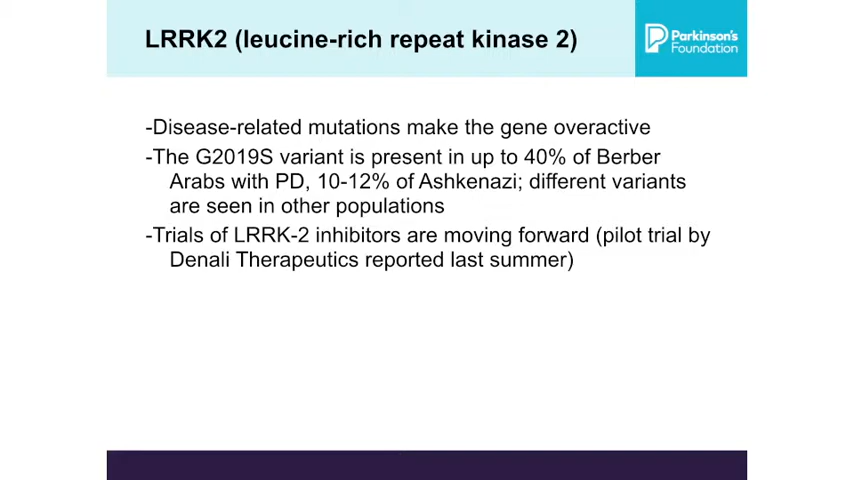 LRRK2 (leucine-rich repeat kinase 2)
Parkinson's
Foundation
-Disease-related mutations make the gene overactive
-The G2019S variant is present in up to 40% of Berber
Arabs with PD, 10-12% of Ashkenazi; different variants
are seen in other populations
-Trials of LRRK-2 inhibitors are moving forward (pilot trial by
Denali Therapeutics reported last summer)